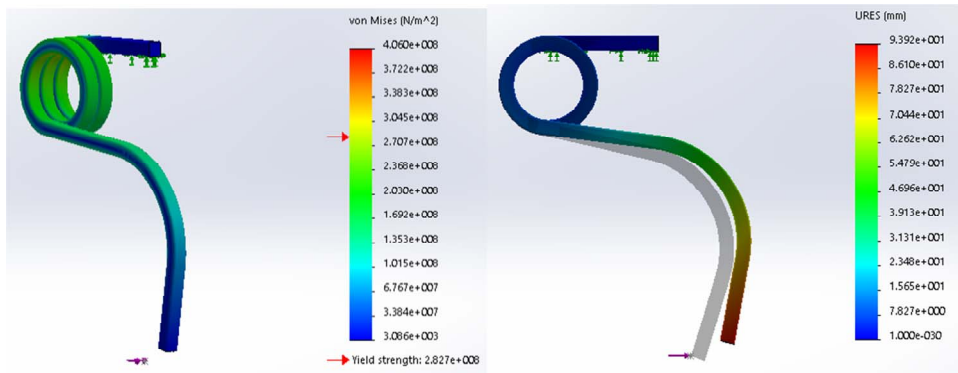 von Mises (N/m^2)
4.060e+008
3.722e+008
3.383e+008
3.045e+008
2.707e+008
2.368e+008
2.030e+008
1.692e+008
1.353e+008
1.015e+008
6.767e+007
3.384e+007
3.086e+003
Yield strength: 2.827e+008
URES (mm)
9.392e+001
8.610e+001
7.827e+001
7.044e+001
6.262e+001
5.479e+001
4.696e+001
3.913e+001
3.131e+001
2.348e+001
1.565e+001
7.827e+000
1.000e-030